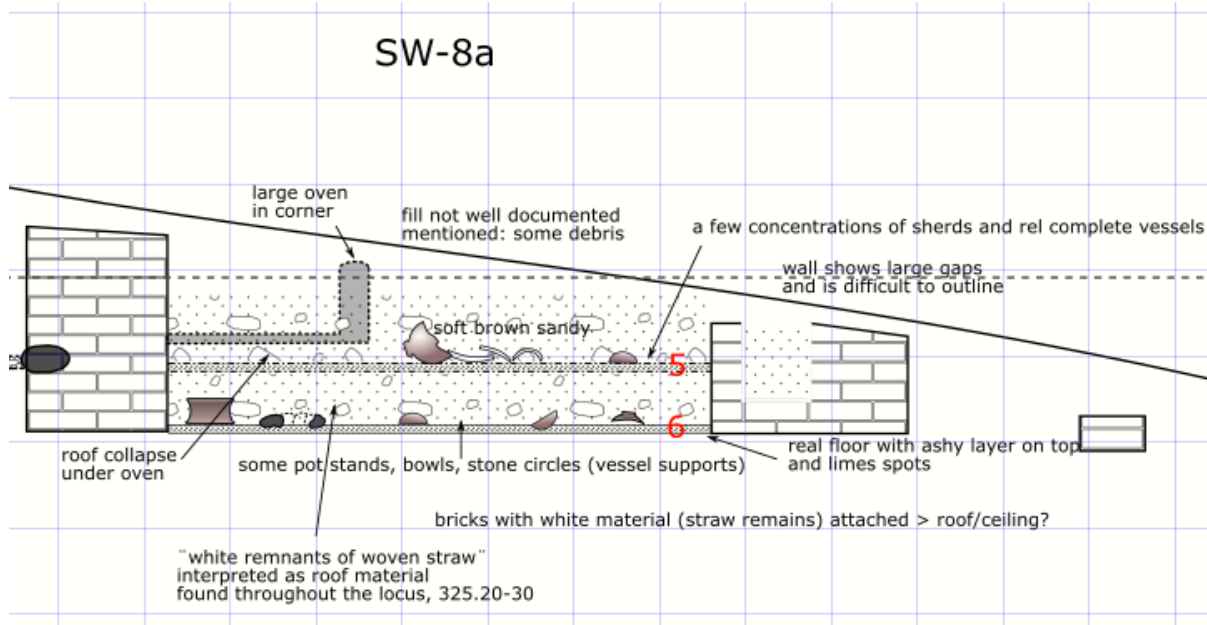 SW-8a
large oven
in corner
fill not well documented
mentioned: some debris
a few concentrations of sherds and rel complete vessels
wall shows large gaps
and is difficult to outline
soft brown sandy
5
6
roof collapse
under oven
some pot stands, bowls, stone circles (vessel supports)
real floor with ashy layer on top
and limes spots
bricks with white material (straw remains) attached > roof/ceiling?
¨white remnants of woven straw¨
interpreted as roof material
found throughout the locus, 325.20-30